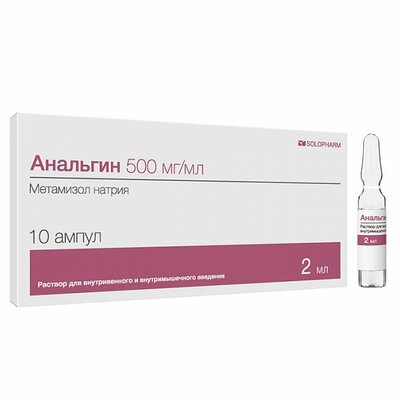 SOLOPHARM
Анальгин 500 мг/мл
Метамизол натрия
10 ампул
Раствор для внутривенного и внутримышечного введения
2 мл
Анальгин
Раствор для
внутримышечн
2 мл